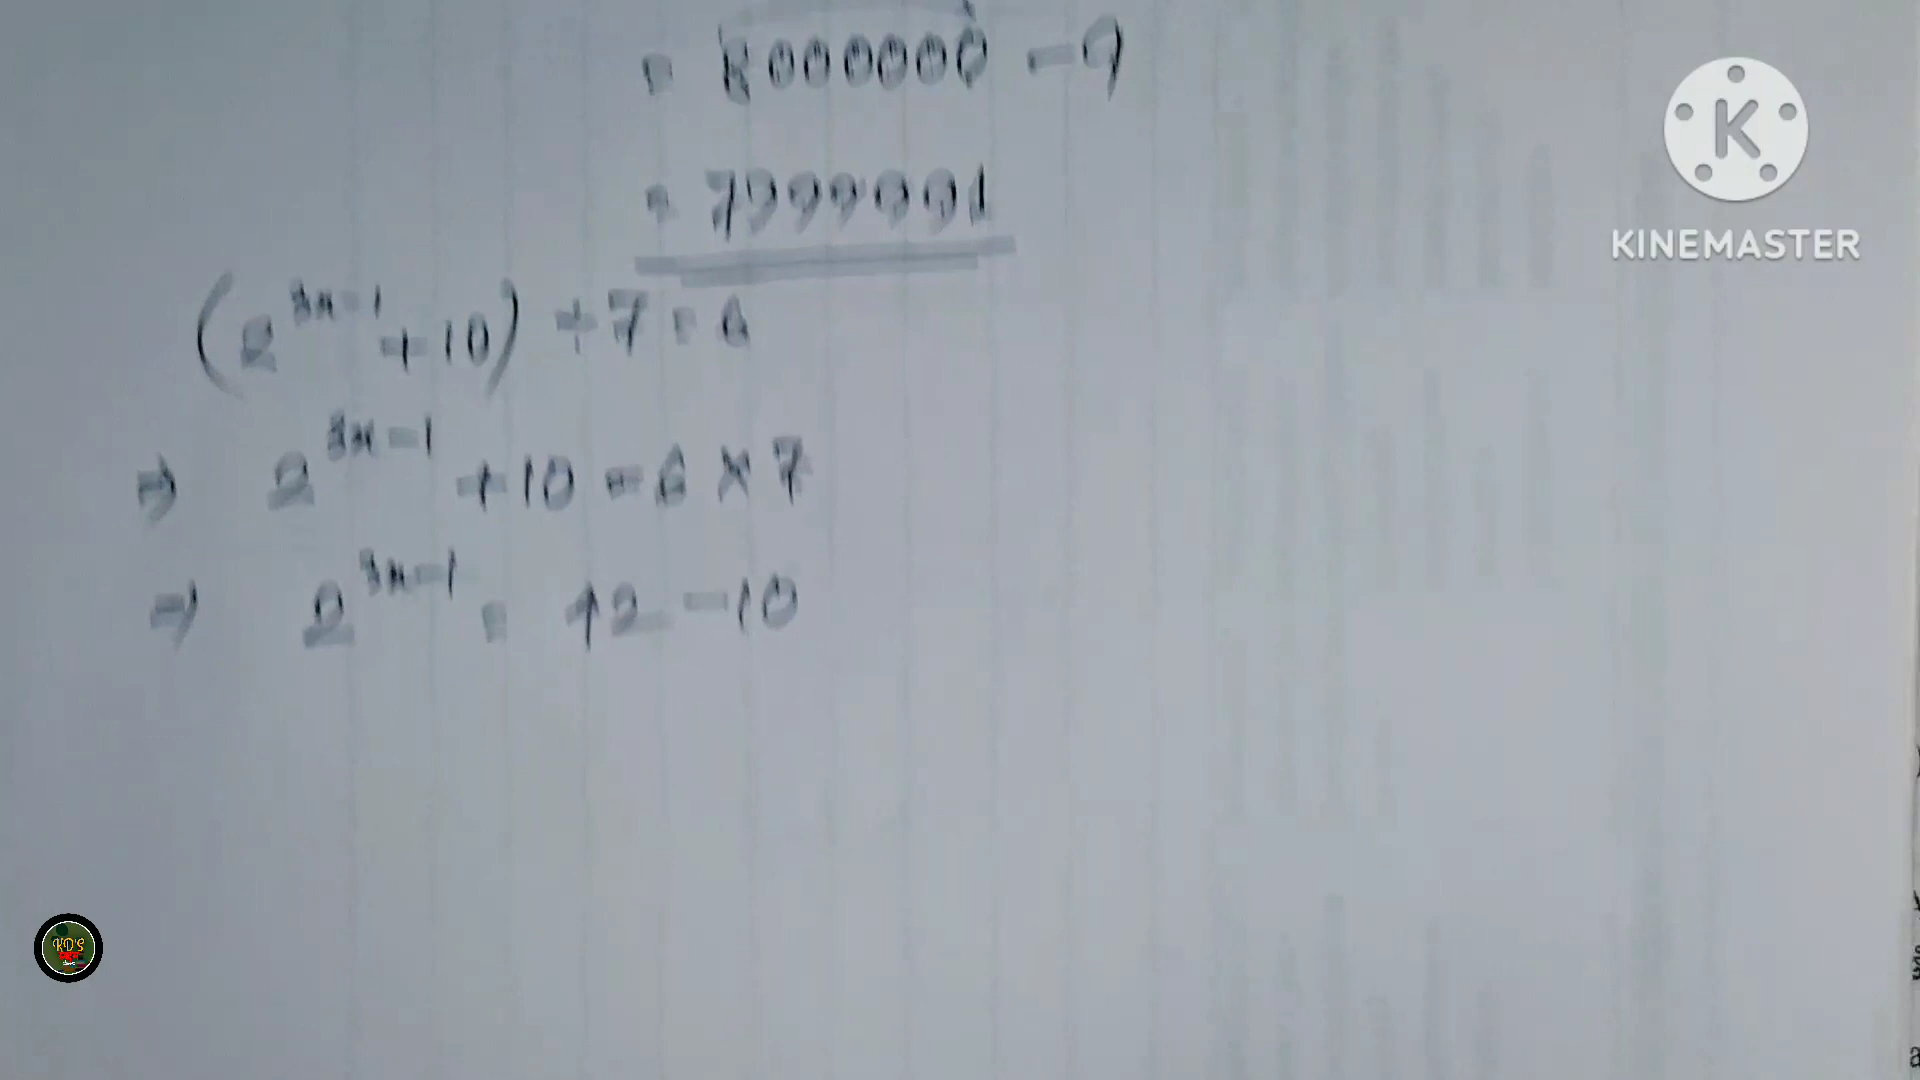 = 8000000 - 9
= 7999991
KINEMASTER
(2^{3x-1} + 10) ÷ 7 = 6
⇒ 2^{3x-1} + 10 = 6 × 7
⇒ 2^{3x-1} = 42 - 10
KD'S